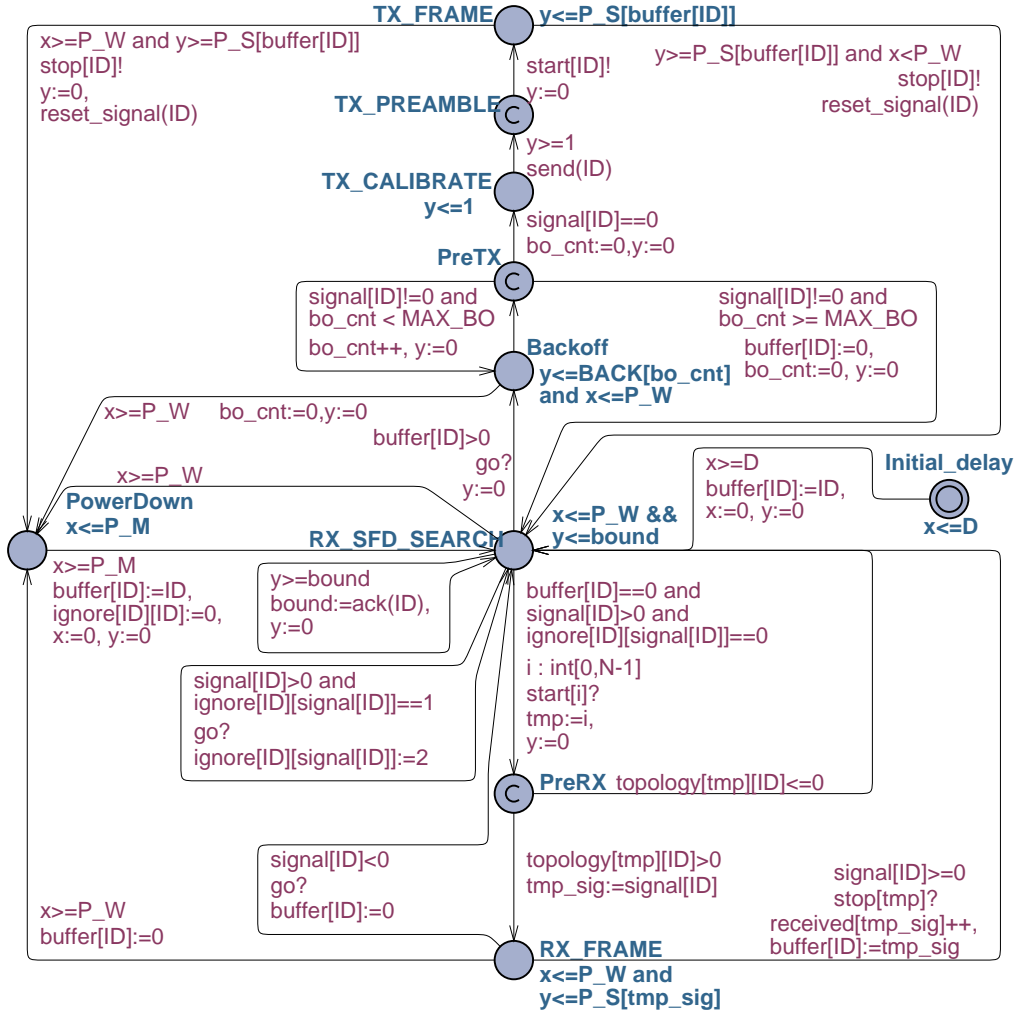 TX_FRAME
y<=P_S[buffer[ID]]
x>=P_W and y>=P_S[buffer[ID]]
stop[ID]!
y:=0,
reset_signal(ID)
start[ID]!
y:=0
y>=P_S[buffer[ID]] and x<P_W
stop[ID]!
reset_signal(ID)
TX_PREAMBLE
C
y>=1
send(ID)
TX_CALIBRATE
y<=1
signal[ID]==0
bo_cnt:=0,y:=0
PreTX
C
signal[ID]!=0 and
bo_cnt < MAX_BO
bo_cnt++, y:=0
signal[ID]!=0 and
bo_cnt >= MAX_BO
buffer[ID]:=0,
bo_cnt:=0, y:=0
Backoff
y<=BACK[bo_cnt]
and x<=P_W
x>=P_W
bo_cnt:=0,y:=0
buffer[ID]>0
go?
y:=0
x>=P_W
x>=D
buffer[ID]:=ID,
x:=0, y:=0
Initial_delay
x<=D
PowerDown
x<=P_M
RX_SFD_SEARCH
x<=P_W &&
y<=bound
x>=P_M
buffer[ID]:=ID,
ignore[ID][ID]:=0,
x:=0, y:=0
y>=bound
bound:=ack(ID),
y:=0
buffer[ID]==0 and
signal[ID]>0 and
ignore[ID][signal[ID]]==0
i : int[0,N-1]
start[i]?
tmp:=i,
y:=0
signal[ID]>0 and
ignore[ID][signal[ID]]==1
go?
ignore[ID][signal[ID]]:=2
C
PreRX
topology[tmp][ID]<=0
signal[ID]<0
go?
buffer[ID]:=0
topology[tmp][ID]>0
tmp_sig:=signal[ID]
signal[ID]>=0
stop[tmp]?
received[tmp_sig]++,
buffer[ID]:=tmp_sig
x>=P_W
buffer[ID]:=0
RX_FRAME
x<=P_W and
y<=P_S[tmp_sig]